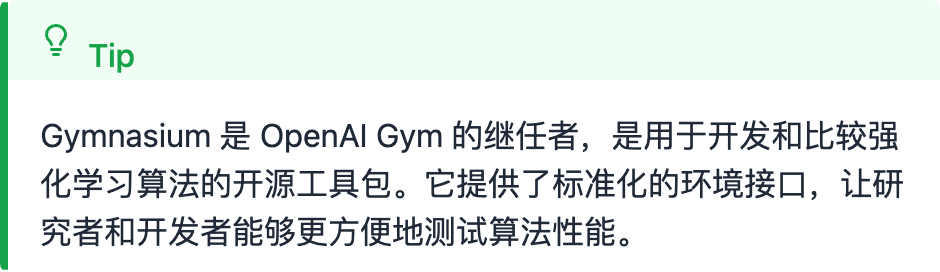 Tip
Gymnasium 是 OpenAI Gym 的继任者，是用于开发和比较强
化学习算法的开源工具包。它提供了标准化的环境接口，让研
究者和开发者能够更方便地测试算法性能。